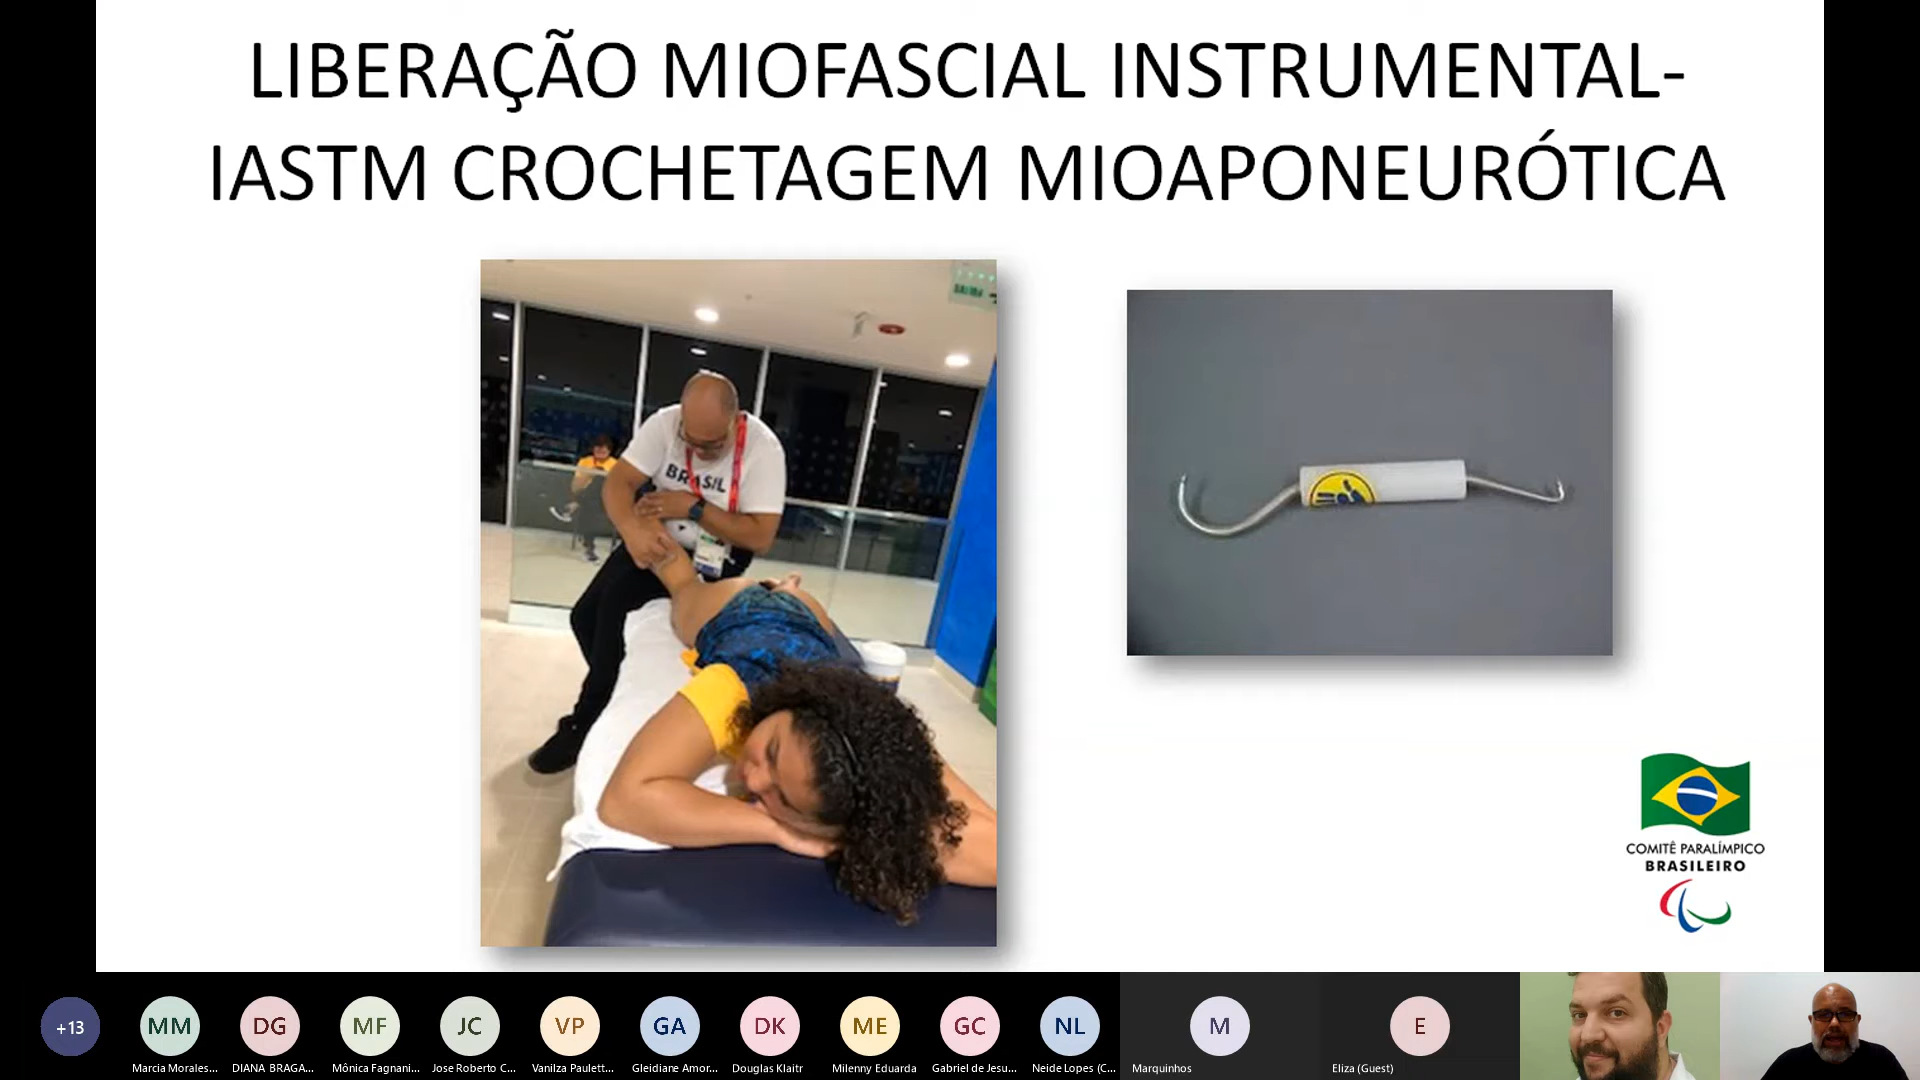 LIBERAÇÃO MIOFASCIAL INSTRUMENTAL-
IASTM CROCHETAGEM MIOAPONEURÓTICA
SALIDA
BRASIL
COMITÊ PARALÍMPICO
BRASILEIRO
+13
MM
DG
MF
JC
VP
GA
DK
ME
GC
NL
M
E
Marcia Morales...
DIANA BRAGA...
Mônica Fagnani...
Jose Roberto C...
Vanilza Paulett...
Gleidiane Amor...
Douglas Klaitr
Milenny Eduarda
Gabriel de Jesu...
Neide Lopes (C...
Marquinhos
Eliza (Guest)